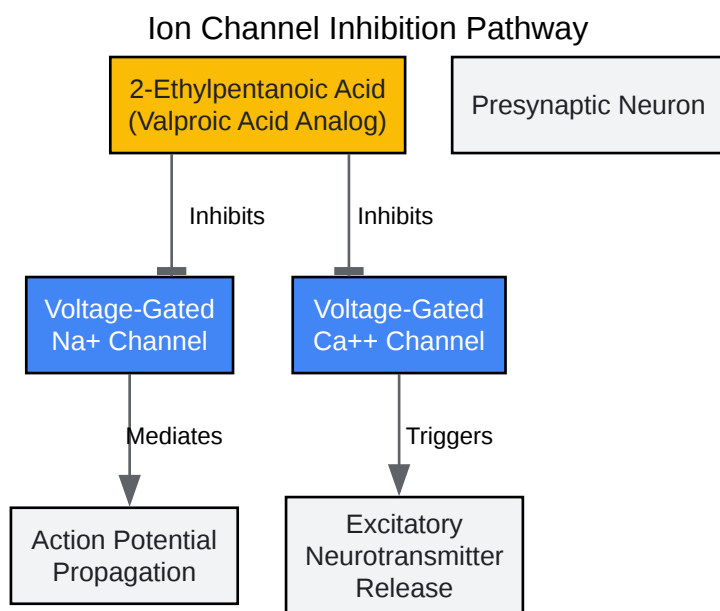 Ion Channel Inhibition Pathway
2-Ethylpentanoic Acid
(Valproic Acid Analog)
Presynaptic Neuron
Inhibits
Inhibits
Voltage-Gated
Na+ Channel
Voltage-Gated
Ca++ Channel
Mediates
Triggers
Action Potential
Propagation
Excitatory
Neurotransmitter
Release